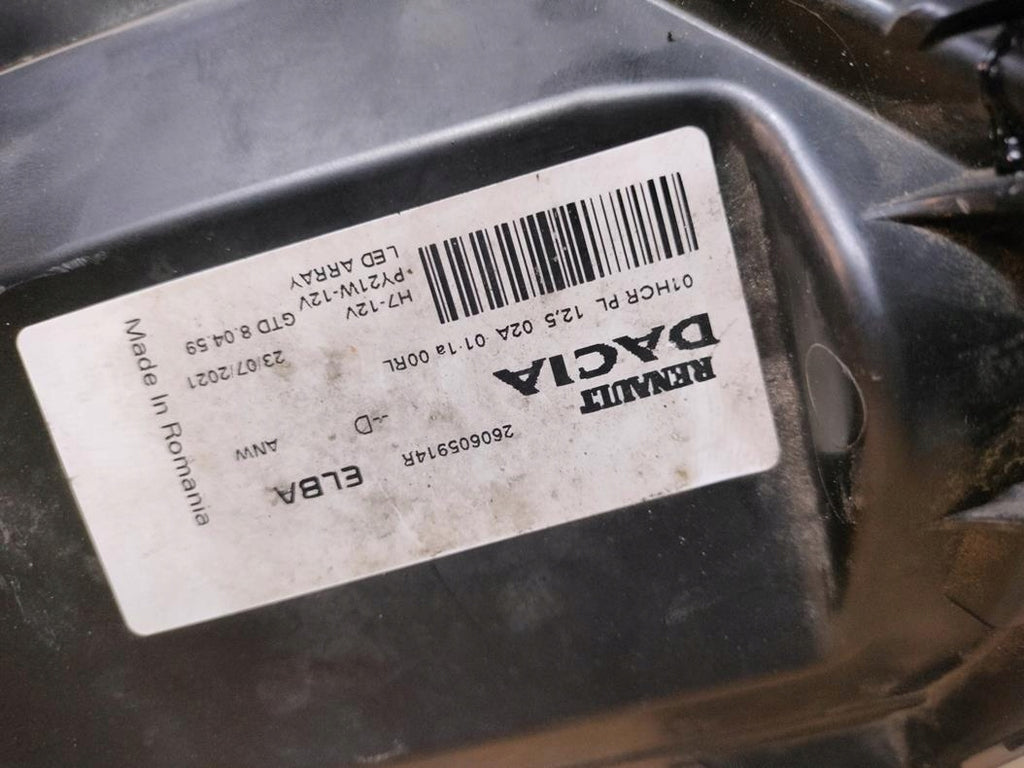 RENAULT
DACIA
260605914R
ELBA
--D
ANW
01HCR PL 12,5 02A 01 1a 00RL
23/07/2021
H7-12V GTD 8.04:59
PY21W-12V
LED ARRAY
Made In Romania